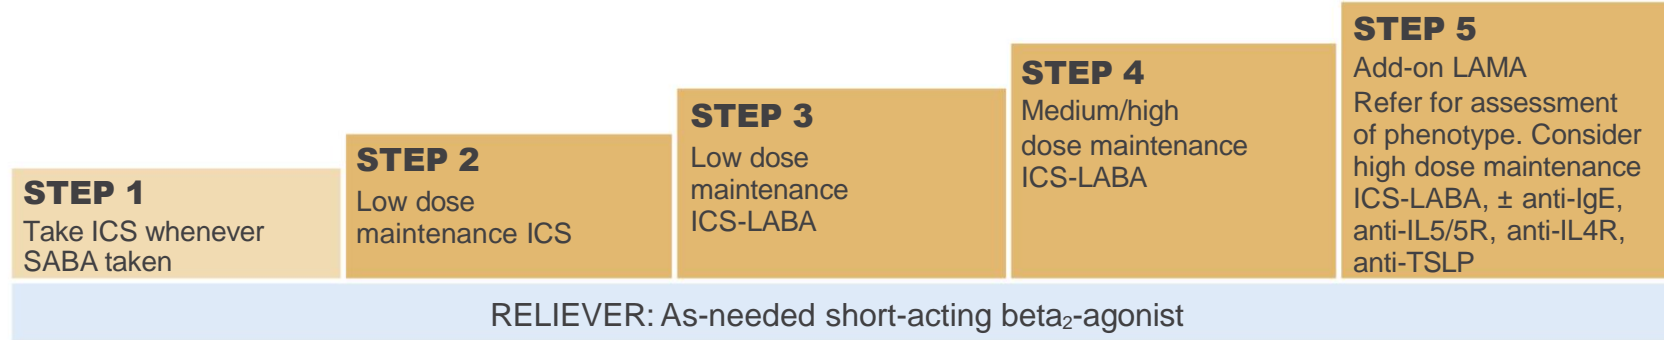 STEP 1
Take ICS whenever
SABA taken
STEP 2
Low dose
maintenance ICS
STEP 3
Low dose
maintenance
ICS-LABA
STEP 4
Medium/high
dose maintenance
ICS-LABA
STEP 5
Add-on LAMA
Refer for assessment
of phenotype. Consider
high dose maintenance
ICS-LABA, ± anti-IgE,
anti-IL5/5R, anti-IL4R,
anti-TSLP
RELIEVER: As-needed short-acting beta₂-agonist